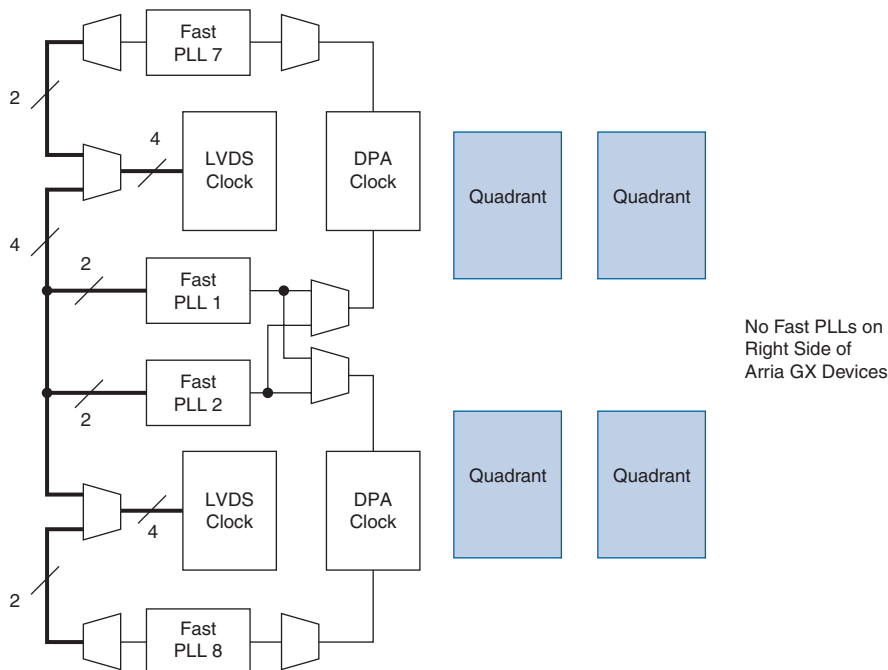 Fast
PLL 7
2
4
LVDS
Clock
DPA
Clock
Quadrant
Quadrant
4
2
Fast
PLL 1
No Fast PLLs on
Right Side of
Arria GX Devices
Fast
PLL 2
2
LVDS
Clock
DPA
Clock
Quadrant
Quadrant
4
2
Fast
PLL 8